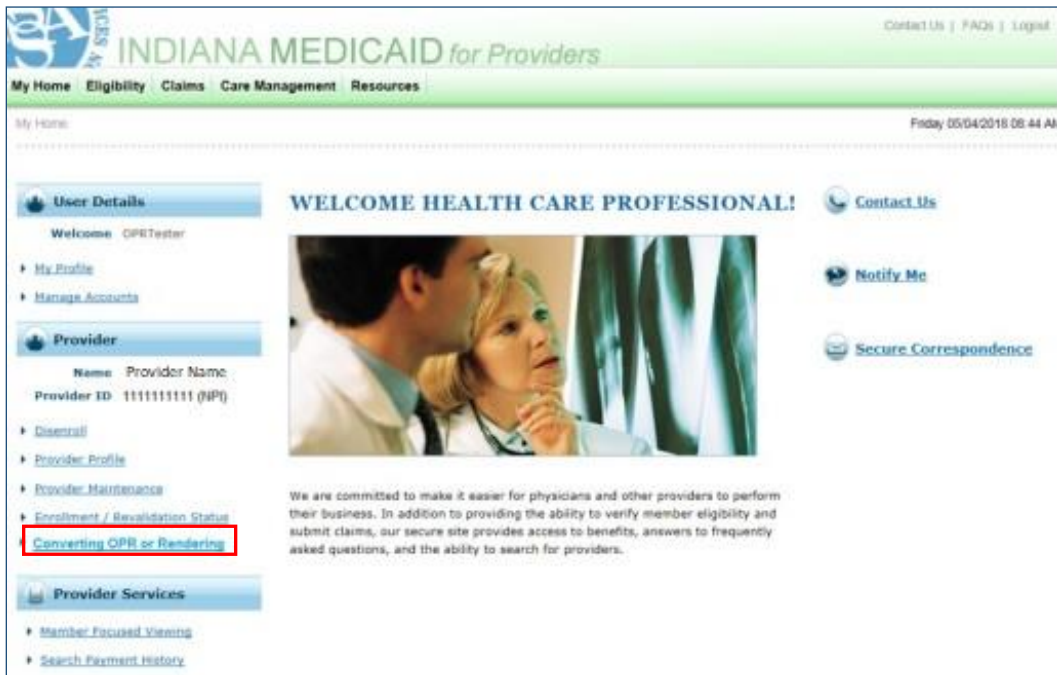 Contact Us | FAQs | Logout
INDIANA MEDICAID for Providers
My Home Eligibility Claims Care Management Resources
My Home
Friday 05/04/2018 08:44 AM
User Details
Welcome OPRTester
My Profile
Manage Accounts
Provider
Name Provider Name
Provider ID 1111111111 (NPI)
Disenroll
Provider Profile
Provider Maintenance
Enrollment / Revalidation Status
Converting OPR or Rendering
Provider Services
Member Focused Viewing
Search Payment History
WELCOME HEALTH CARE PROFESSIONAL!
We are committed to make it easier for physicians and other providers to perform
their business. In addition to providing the ability to verify member eligibility and
submit claims, our secure site provides access to benefits, answers to frequently
asked questions, and the ability to search for providers.
Contact Us
Notify Me
Secure Correspondence